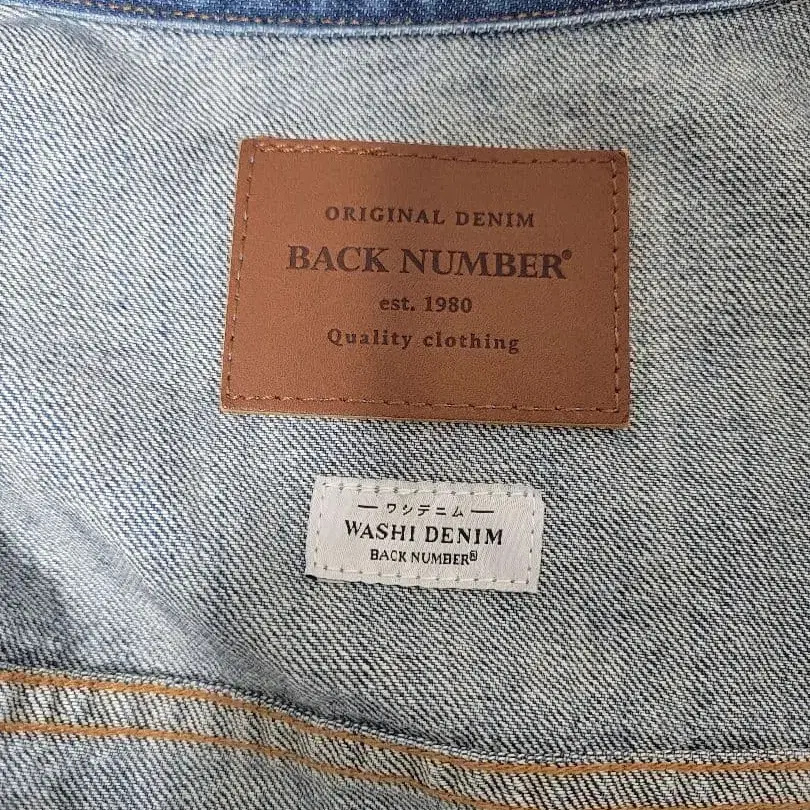 ORIGINAL DENIM
BACK NUMBER®
est. 1980
Quality clothing
— ワシデニム —
WASHI DENIM
BACK NUMBER®